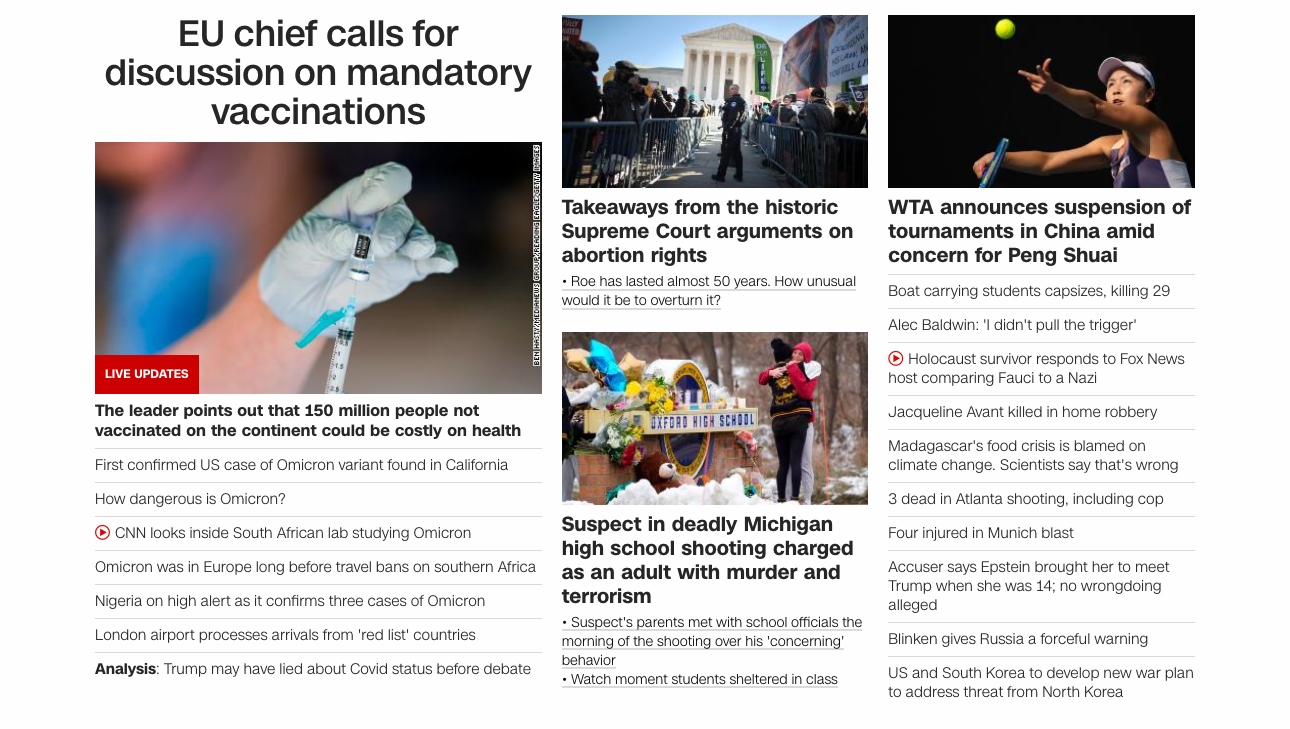 EU chief calls for
discussion on mandatory
vaccinations
BEN HASTY/MEDIANEWS GROUP/READING EAGLE/GETTY IMAGES
LIVE UPDATES
The leader points out that 150 million people not
vaccinated on the continent could be costly on health
First confirmed US case of Omicron variant found in California
How dangerous is Omicron?
CNN looks inside South African lab studying Omicron
Omicron was in Europe long before travel bans on southern Africa
Nigeria on high alert as it confirms three cases of Omicron
London airport processes arrivals from 'red list' countries
Analysis: Trump may have lied about Covid status before debate
DE
LIFE
Takeaways from the historic
Supreme Court arguments on
abortion rights
• Roe has lasted almost 50 years. How unusual
would it be to overturn it?
OXFORD HIGH SCHOOL
Suspect in deadly Michigan
high school shooting charged
as an adult with murder and
terrorism
• Suspect's parents met with school officials the
morning of the shooting over his 'concerning'
behavior
• Watch moment students sheltered in class
WTA announces suspension of
tournaments in China amid
concern for Peng Shuai
Boat carrying students capsizes, killing 29
Alec Baldwin: 'I didn't pull the trigger'
Holocaust survivor responds to Fox News
host comparing Fauci to a Nazi
Jacqueline Avant killed in home robbery
Madagascar's food crisis is blamed on
climate change. Scientists say that's wrong
3 dead in Atlanta shooting, including cop
Four injured in Munich blast
Accuser says Epstein brought her to meet
Trump when she was 14; no wrongdoing
alleged
Blinken gives Russia a forceful warning
US and South Korea to develop new war plan
to address threat from North Korea